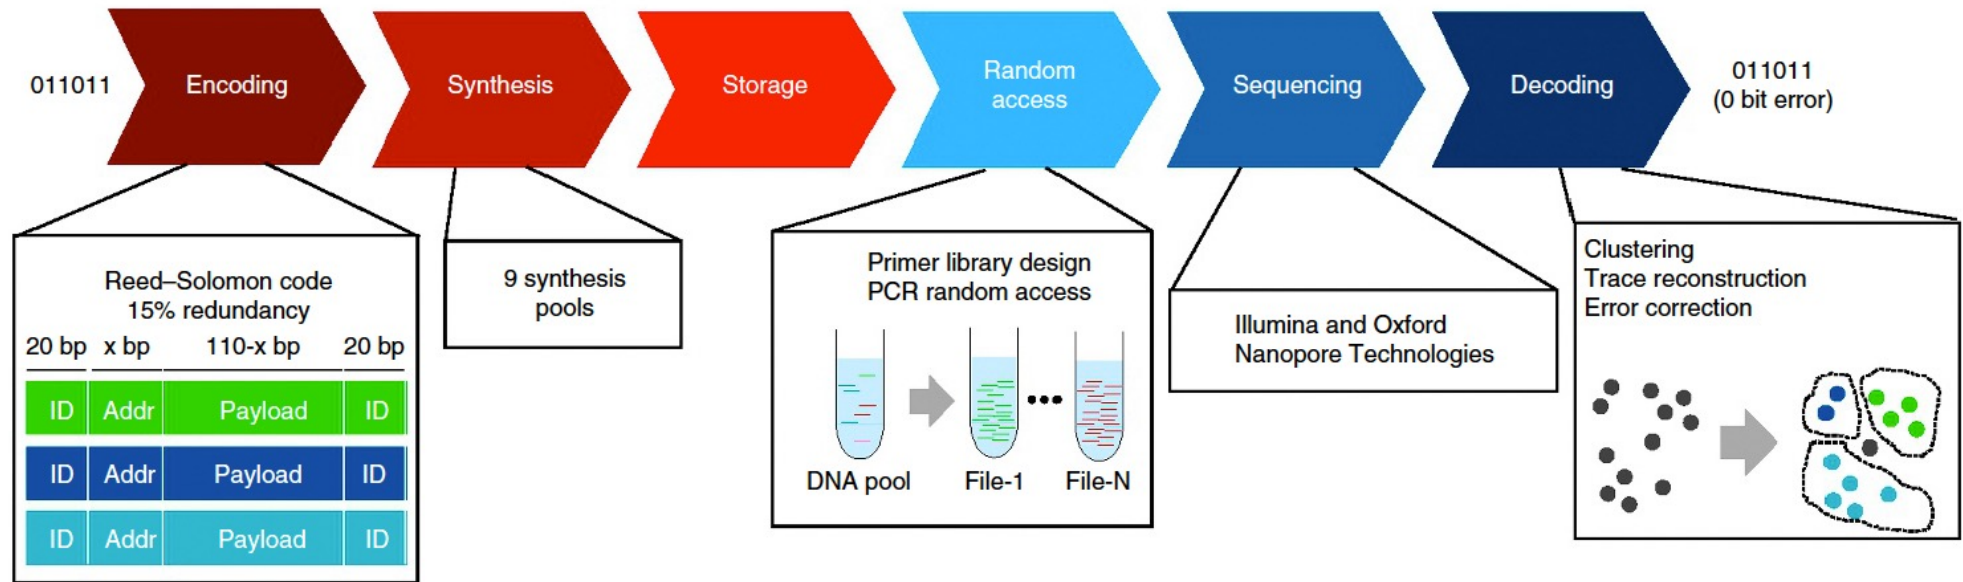 011011
Encoding
Synthesis
Storage
Random
access
Sequencing
Decoding
011011
(0 bit error)
Reed–Solomon code
15% redundancy
20 bp x bp 110-x bp 20 bp
ID Addr Payload ID
ID Addr Payload ID
ID Addr Payload ID
9 synthesis
pools
Primer library design
PCR random access
DNA pool File-1 File-N
Illumina and Oxford
Nanopore Technologies
Clustering
Trace reconstruction
Error correction